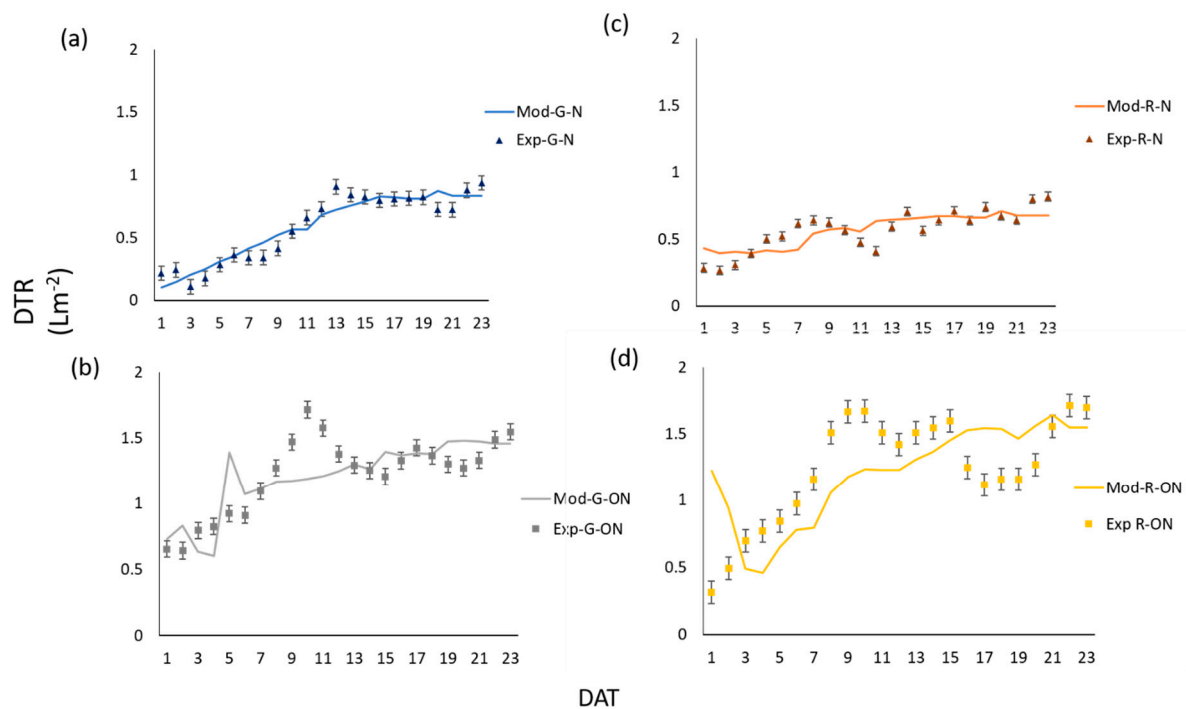 (a)
2
1.5
1
0.5
0
1 3 5 7 9 11 13 15 17 19 21 23
Mod-G-N
Exp-G-N
(c)
2
1.5
1
0.5
0
1 3 5 7 9 11 13 15 17 19 21 23
Mod-R-N
Exp-R-N
DTR
(Lm⁻²)
(b)
2
1.5
1
0.5
0
1 3 5 7 9 11 13 15 17 19 21 23
Mod-G-ON
Exp-G-ON
(d)
2
1.5
1
0.5
0
1 3 5 7 9 11 13 15 17 19 21 23
Mod-R-ON
Exp R-ON
DAT